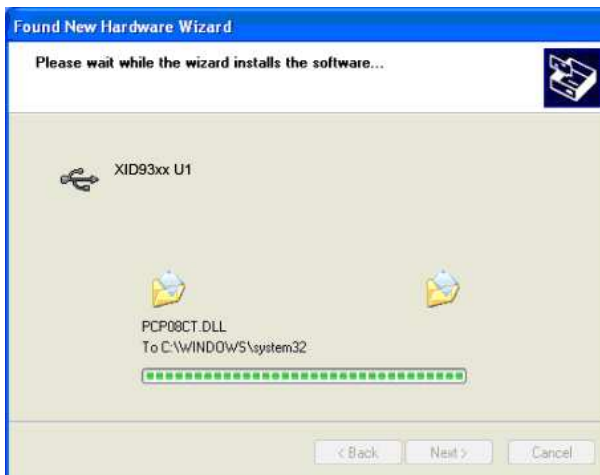 Found New Hardware Wizard
Please wait while the wizard installs the software...
XID93xx U1
PCP08CT.DLL
To C:\WINDOWS\system32
< Back Next > Cancel